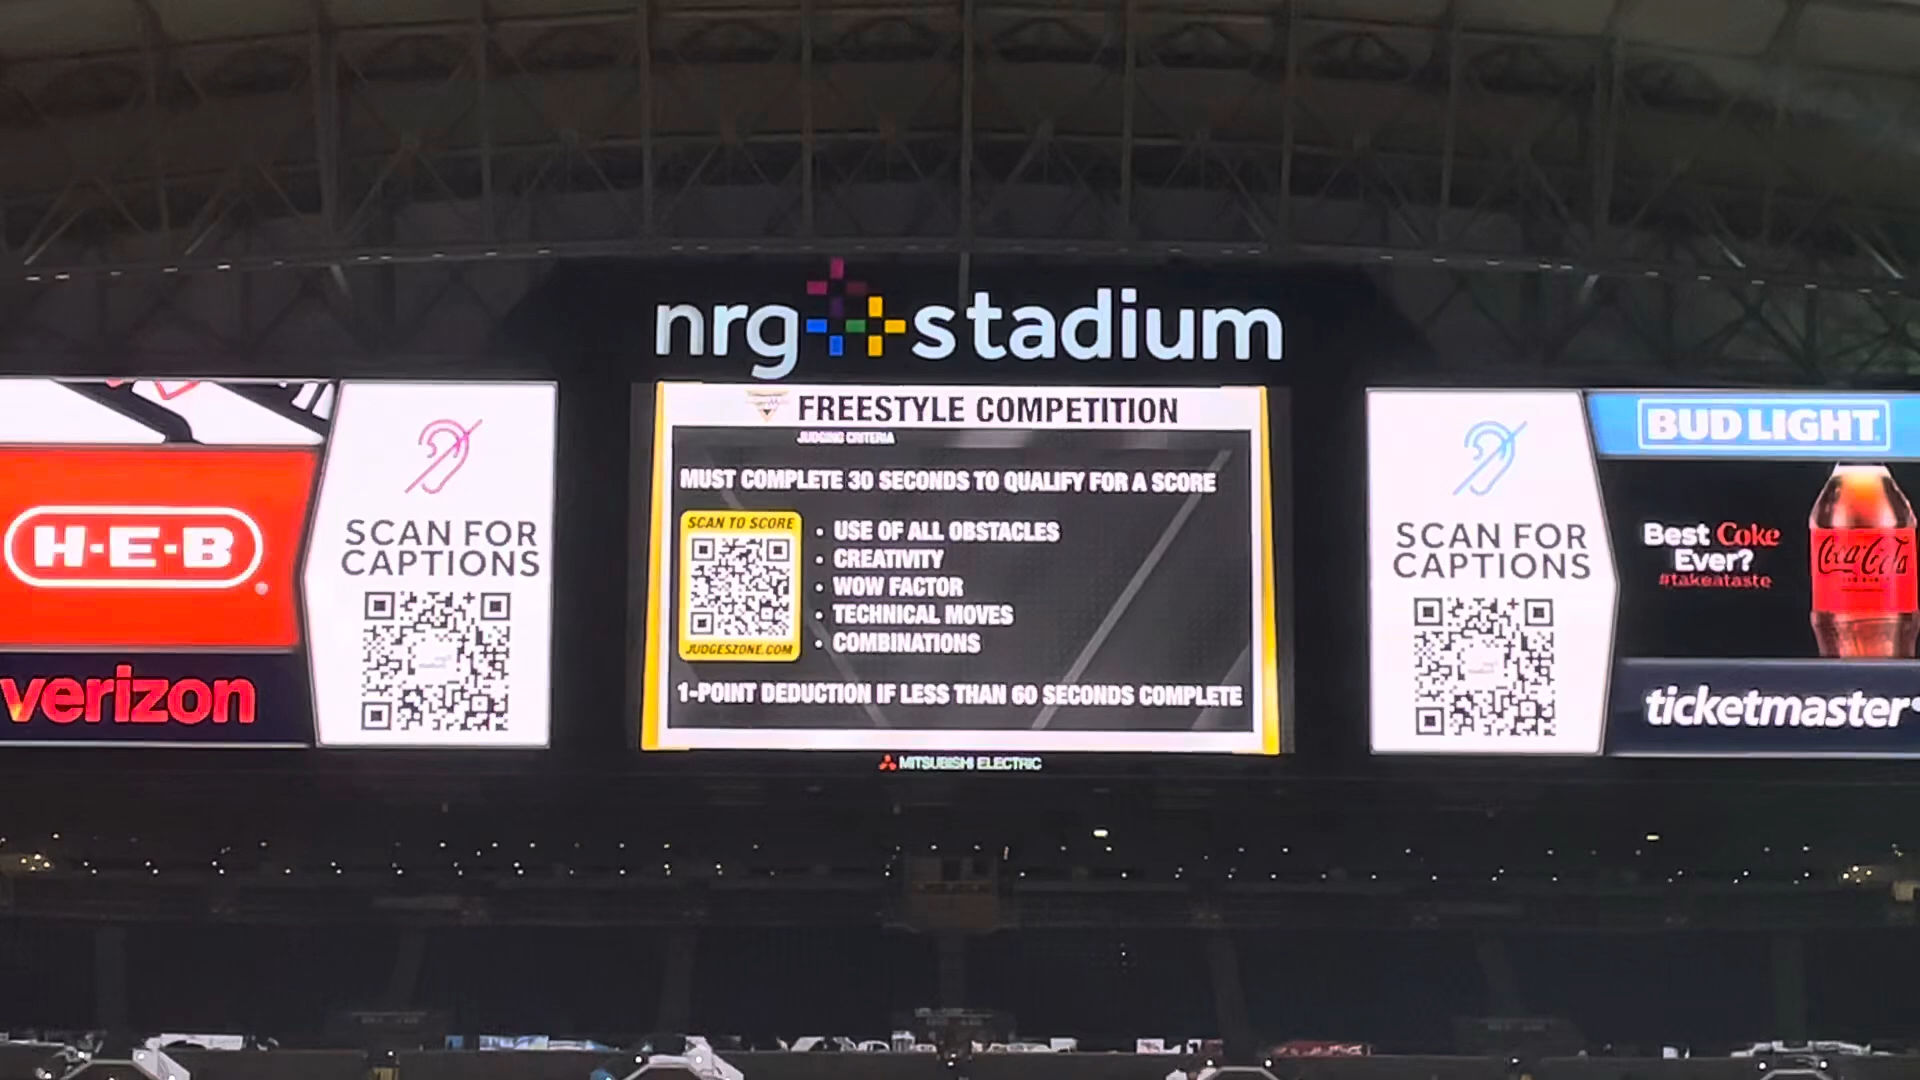 nrg stadium
H-E-B
verizon
SCAN FOR
CAPTIONS
FREESTYLE COMPETITION
JUDGING CRITERIA
MUST COMPLETE 30 SECONDS TO QUALIFY FOR A SCORE
SCAN TO SCORE
JUDGESZONE.COM
• USE OF ALL OBSTACLES
• CREATIVITY
• WOW FACTOR
• TECHNICAL MOVES
• COMBINATIONS
1-POINT DEDUCTION IF LESS THAN 60 SECONDS COMPLETE
MITSUBISHI ELECTRIC
SCAN FOR
CAPTIONS
BUD LIGHT
Best Coke
Ever?
#takeataste
Coca-Cola
ticketmaster